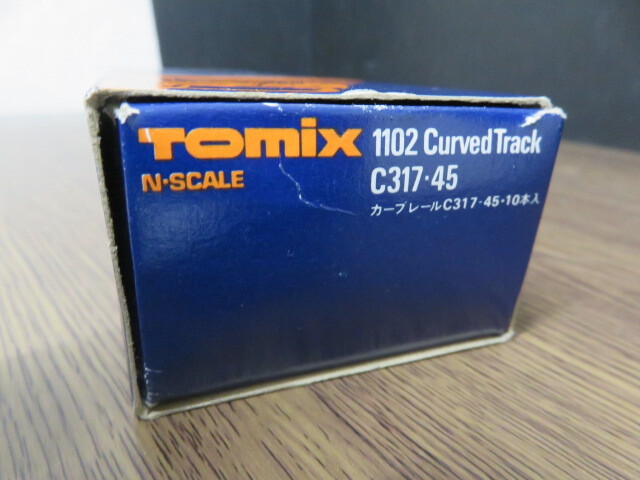 TOMIX 1102 Curved Track
N·SCALE C317·45
カーブレールC317-45・10本入